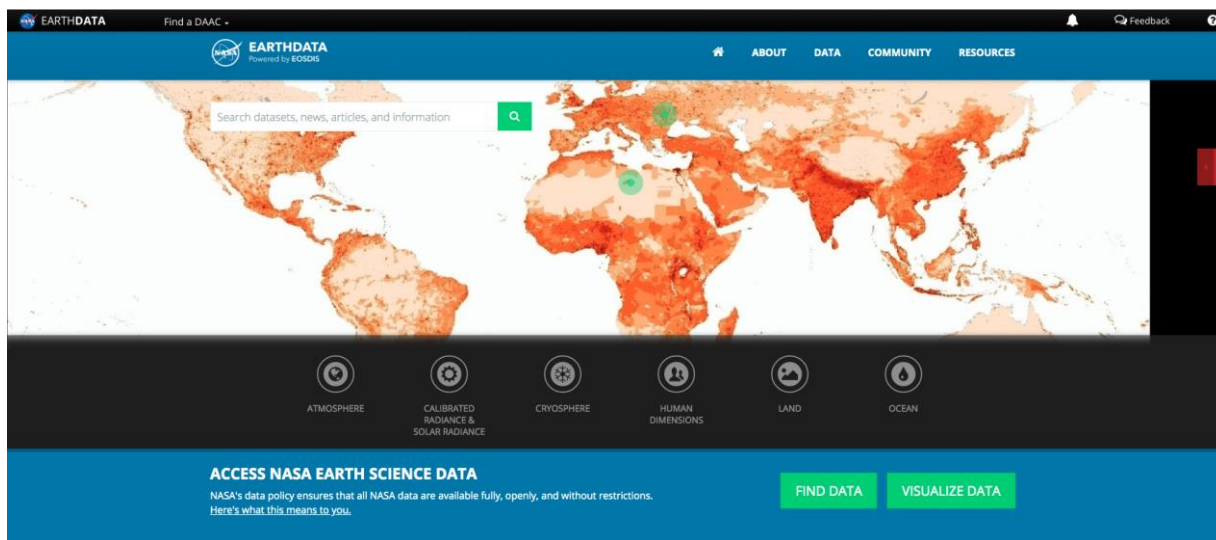 EARTHDATA Find a DAAC Feedback
EARTHDATA
Powered by EOSDIS
ABOUT DATA COMMUNITY RESOURCES
Search datasets, news, articles, and information
ATMOSPHERE
CALIBRATED
RADIANCE &
SOLAR RADIANCE
CRYOSPHERE
HUMAN
DIMENSIONS
LAND
OCEAN
ACCESS NASA EARTH SCIENCE DATA
NASA's data policy ensures that all NASA data are available fully, openly, and without restrictions.
Here's what this means to you.
FIND DATA VISUALIZE DATA